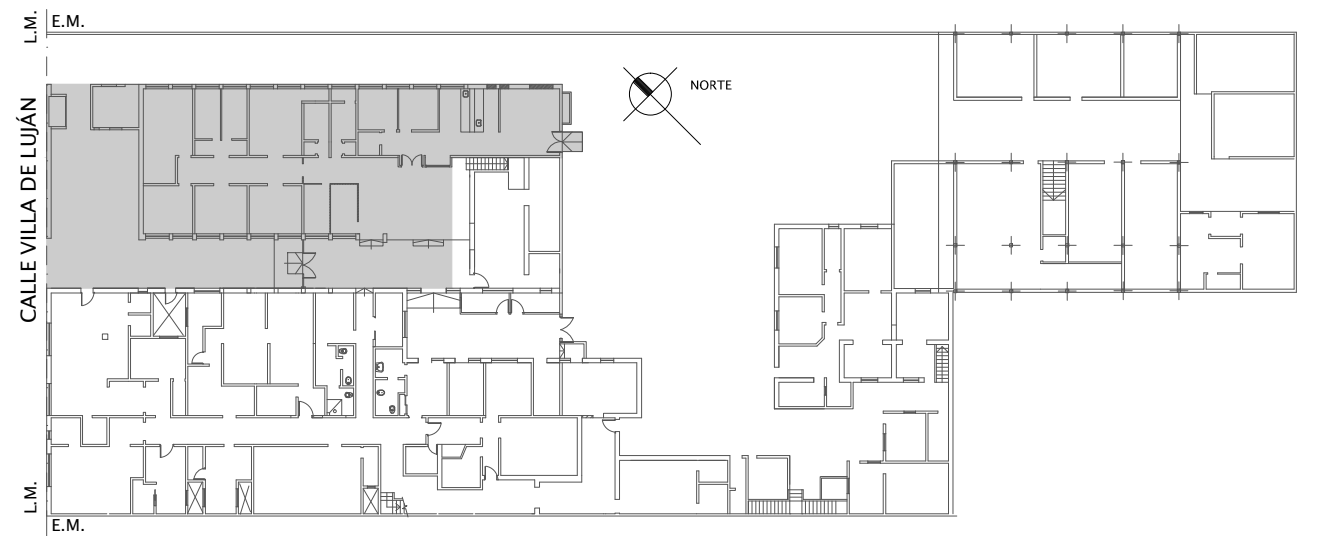 L.M.
E.M.
NORTE
CALLE VILLA DE LUJÁN
L.M.
E.M.